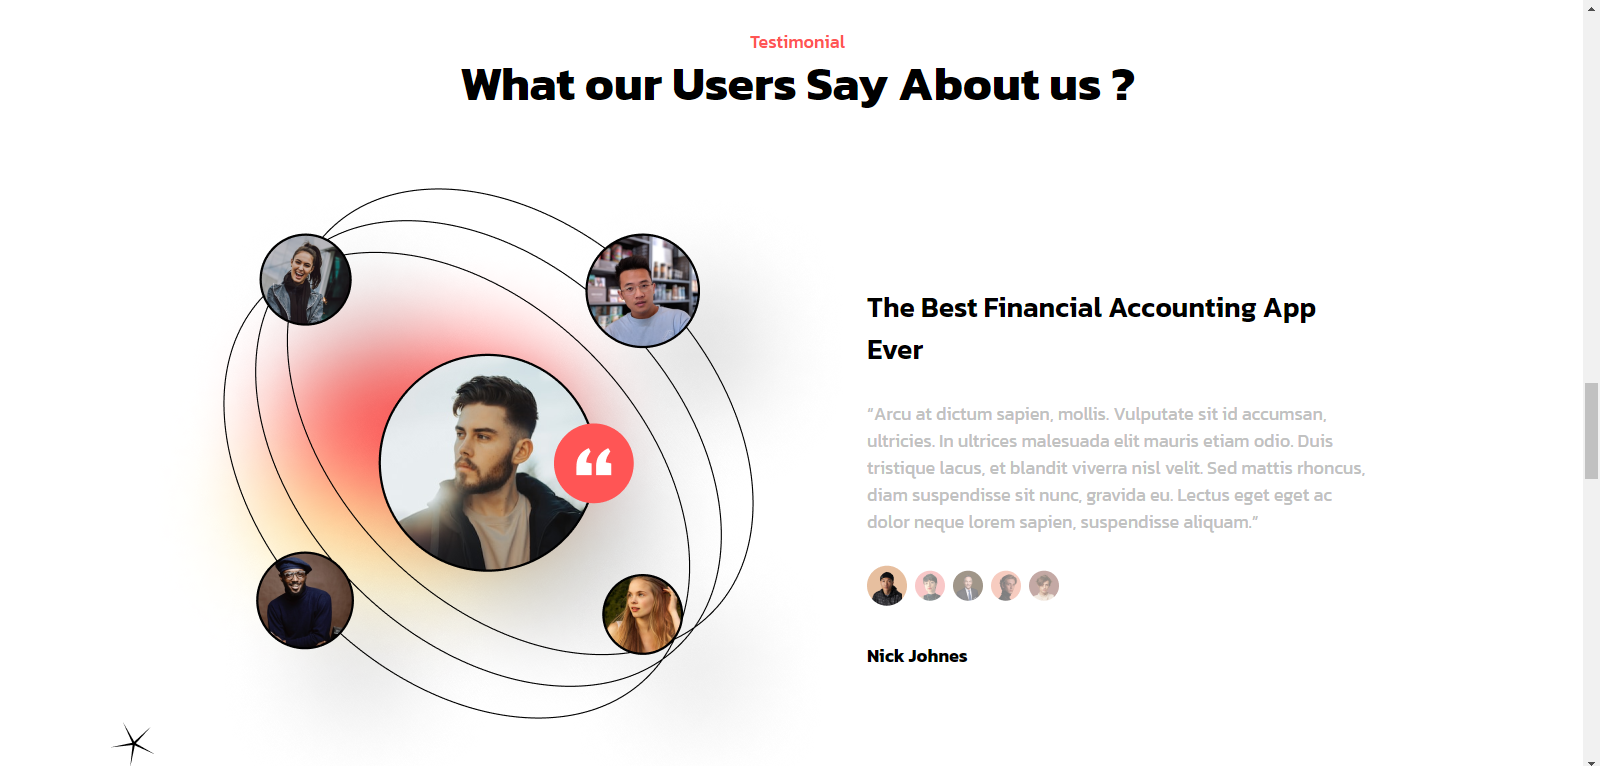 Testimonial
What our Users Say About us ?
The Best Financial Accounting App
Ever
“Arcu at dictum sapien, mollis. Vulputate sit id accumsan,
ultricies. In ultrices malesuada elit mauris etiam odio. Duis
tristique lacus, et blandit viverra nisl velit. Sed mattis rhoncus,
diam suspendisse sit nunc, gravida eu. Lectus eget eget ac
dolor neque lorem sapien, suspendisse aliquam.”
Nick Johnes